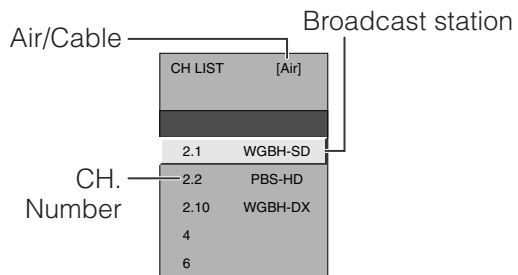 Broadcast station
Air/Cable
CH LIST [Air]
2.1 WGBH-SD
CH. Number
2.2 PBS-HD
2.10 WGBH-DX
4
6